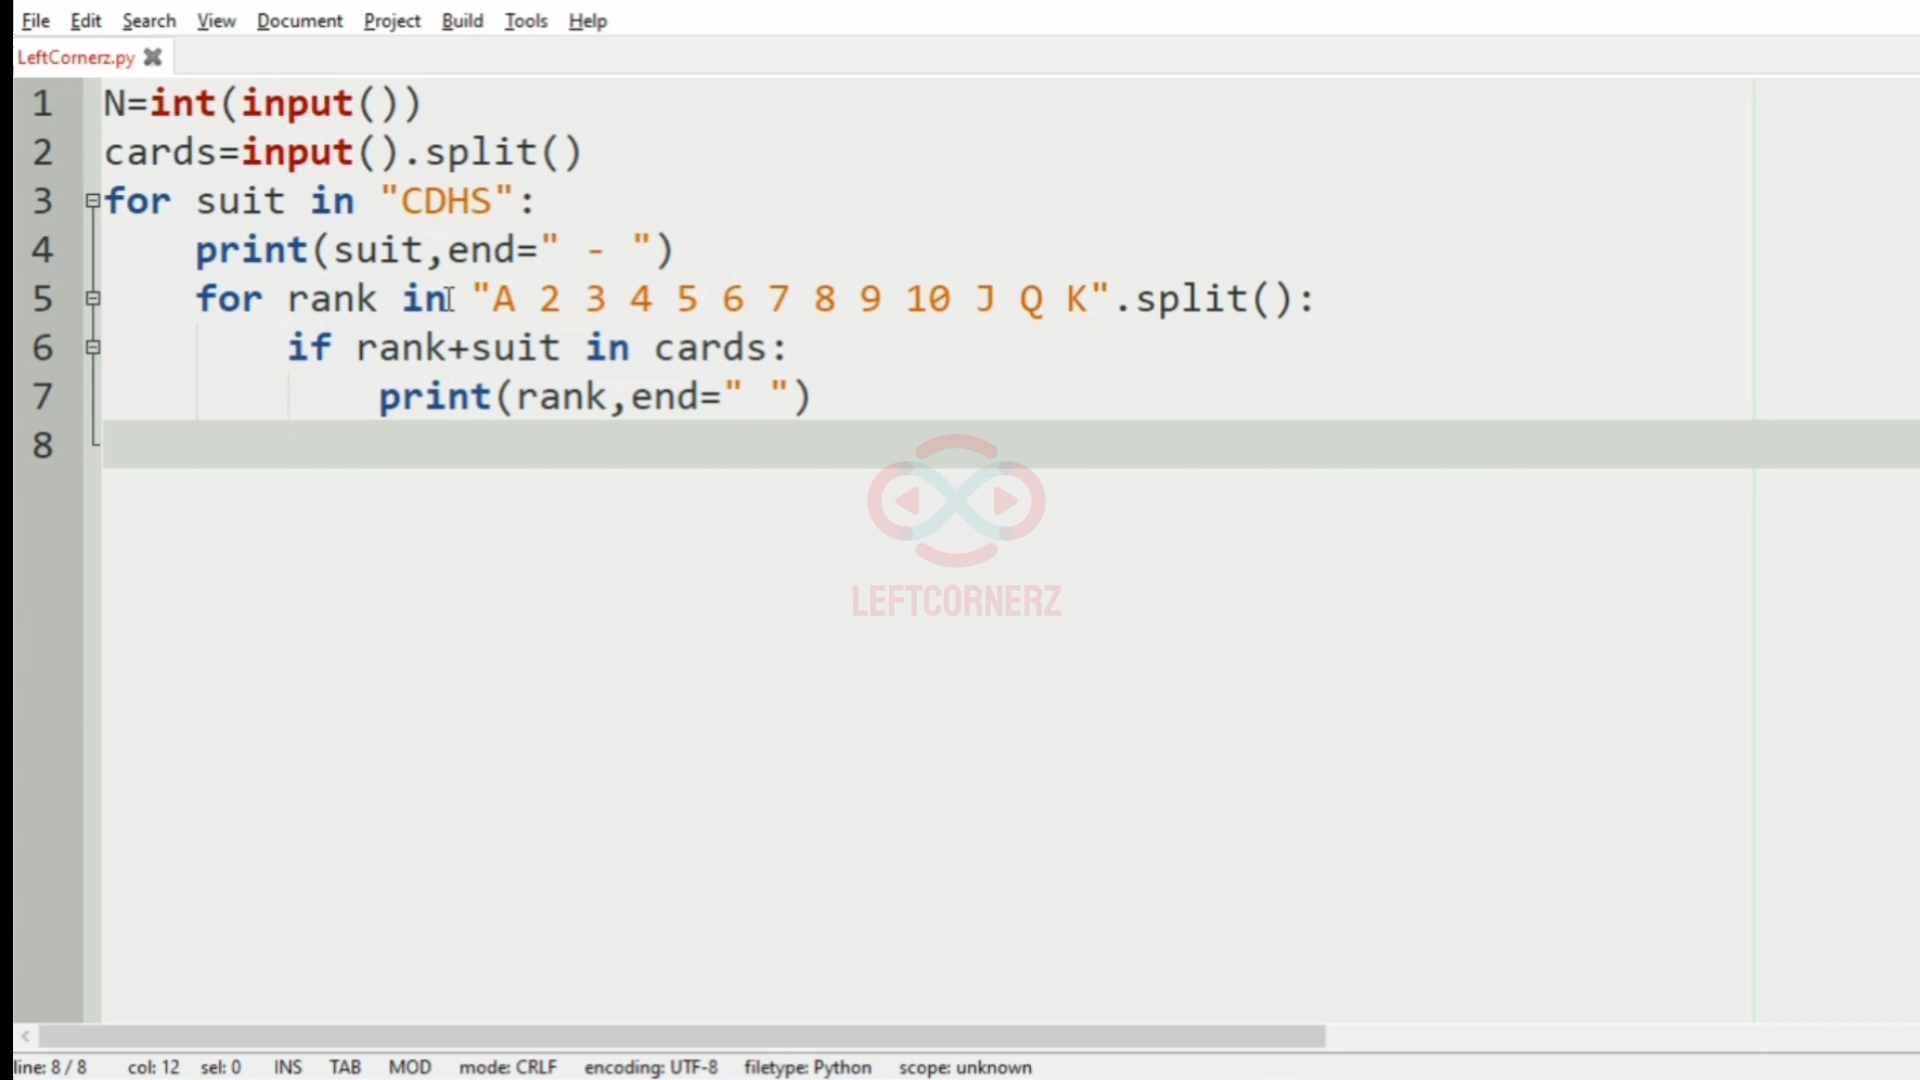 File Edit Search View Document Project Build Tools Help
LeftCornerz.py
1 N=int(input())
2 cards=input().split()
3 for suit in "CDHS":
4     print(suit,end=" - ")
5     for rank in "A 2 3 4 5 6 7 8 9 10 J Q K".split():
6         if rank+suit in cards:
7             print(rank,end=" ")
8
LEFTCORNERZ
line: 8 / 8 col: 12 sel: 0 INS TAB MOD mode: CRLF encoding: UTF-8 filetype: Python scope: unknown